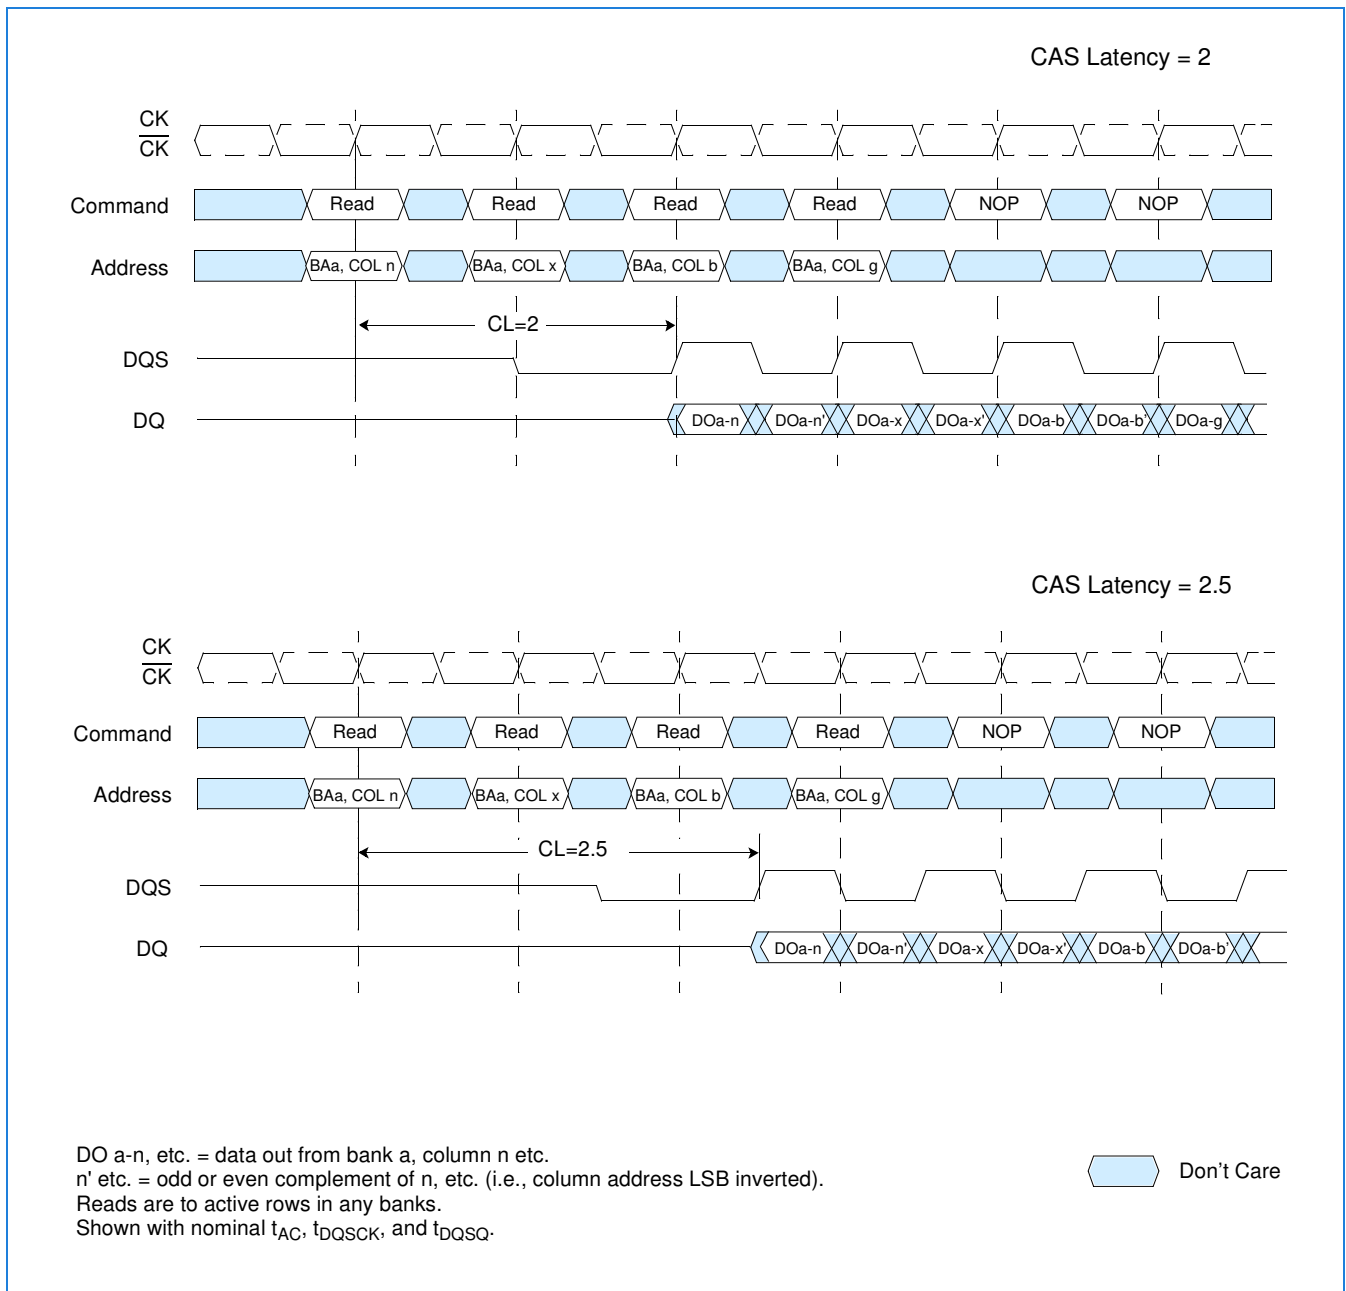 CAS Latency = 2
CK
CK
Command Read Read Read Read NOP NOP
Address BAa, COL n BAa, COL x BAa, COL b BAa, COL g
CL=2
DQS
DQ DOa-n DOa-n' DOa-x DOa-x' DOa-b DOa-b’ DOa-g
CAS Latency = 2.5
CK
CK
Command Read Read Read Read NOP NOP
Address BAa, COL n BAa, COL x BAa, COL b BAa, COL g
CL=2.5
DQS
DQ DOa-n DOa-n' DOa-x DOa-x' DOa-b DOa-b’
DO a-n, etc. = data out from bank a, column n etc.
n' etc. = odd or even complement of n, etc. (i.e., column address LSB inverted).
Reads are to active rows in any banks.
Shown with nominal tAC, tDQSCK, and tDQSQ.
Don't Care